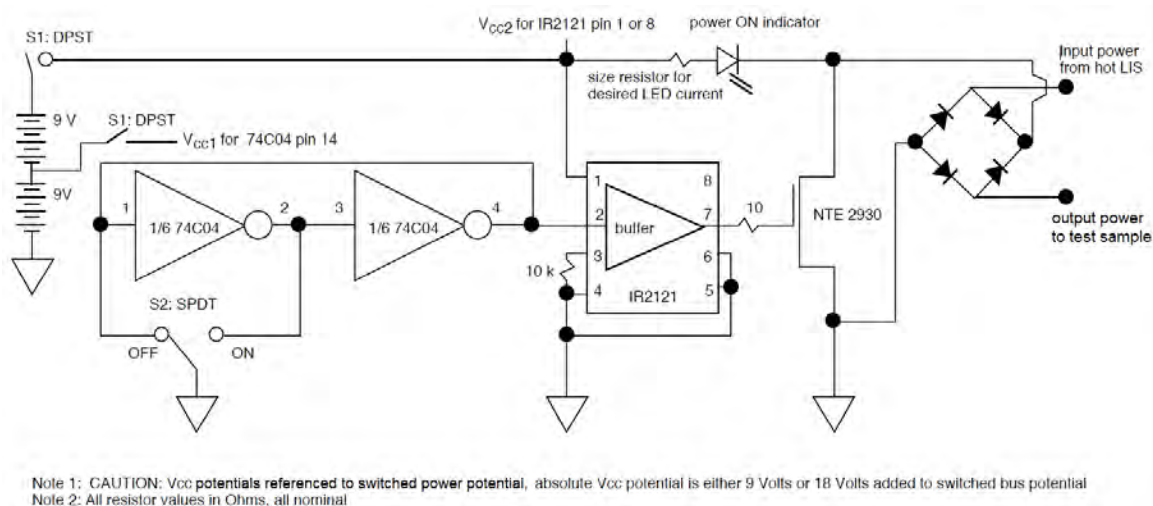 S1: DPST
VCC2 for IR2121 pin 1 or 8
power ON indicator
Input power
from hot LIS
size resistor for
desired LED current
9 V
S1: DPST
VCC1 for 74C04 pin 14
9V
1
2
3
4
1/6 74C04
1/6 74C04
1
8
2
buffer
7
10
NTE 2930
output power
to test sample
3
6
10 k
4
5
IR2121
S2: SPDT
OFF
ON
Note 1: CAUTION: Vcc potentials referenced to switched power potential, absolute Vcc potential is either 9 Volts or 18 Volts added to switched bus potential
Note 2: All resistor values in Ohms, all nominal